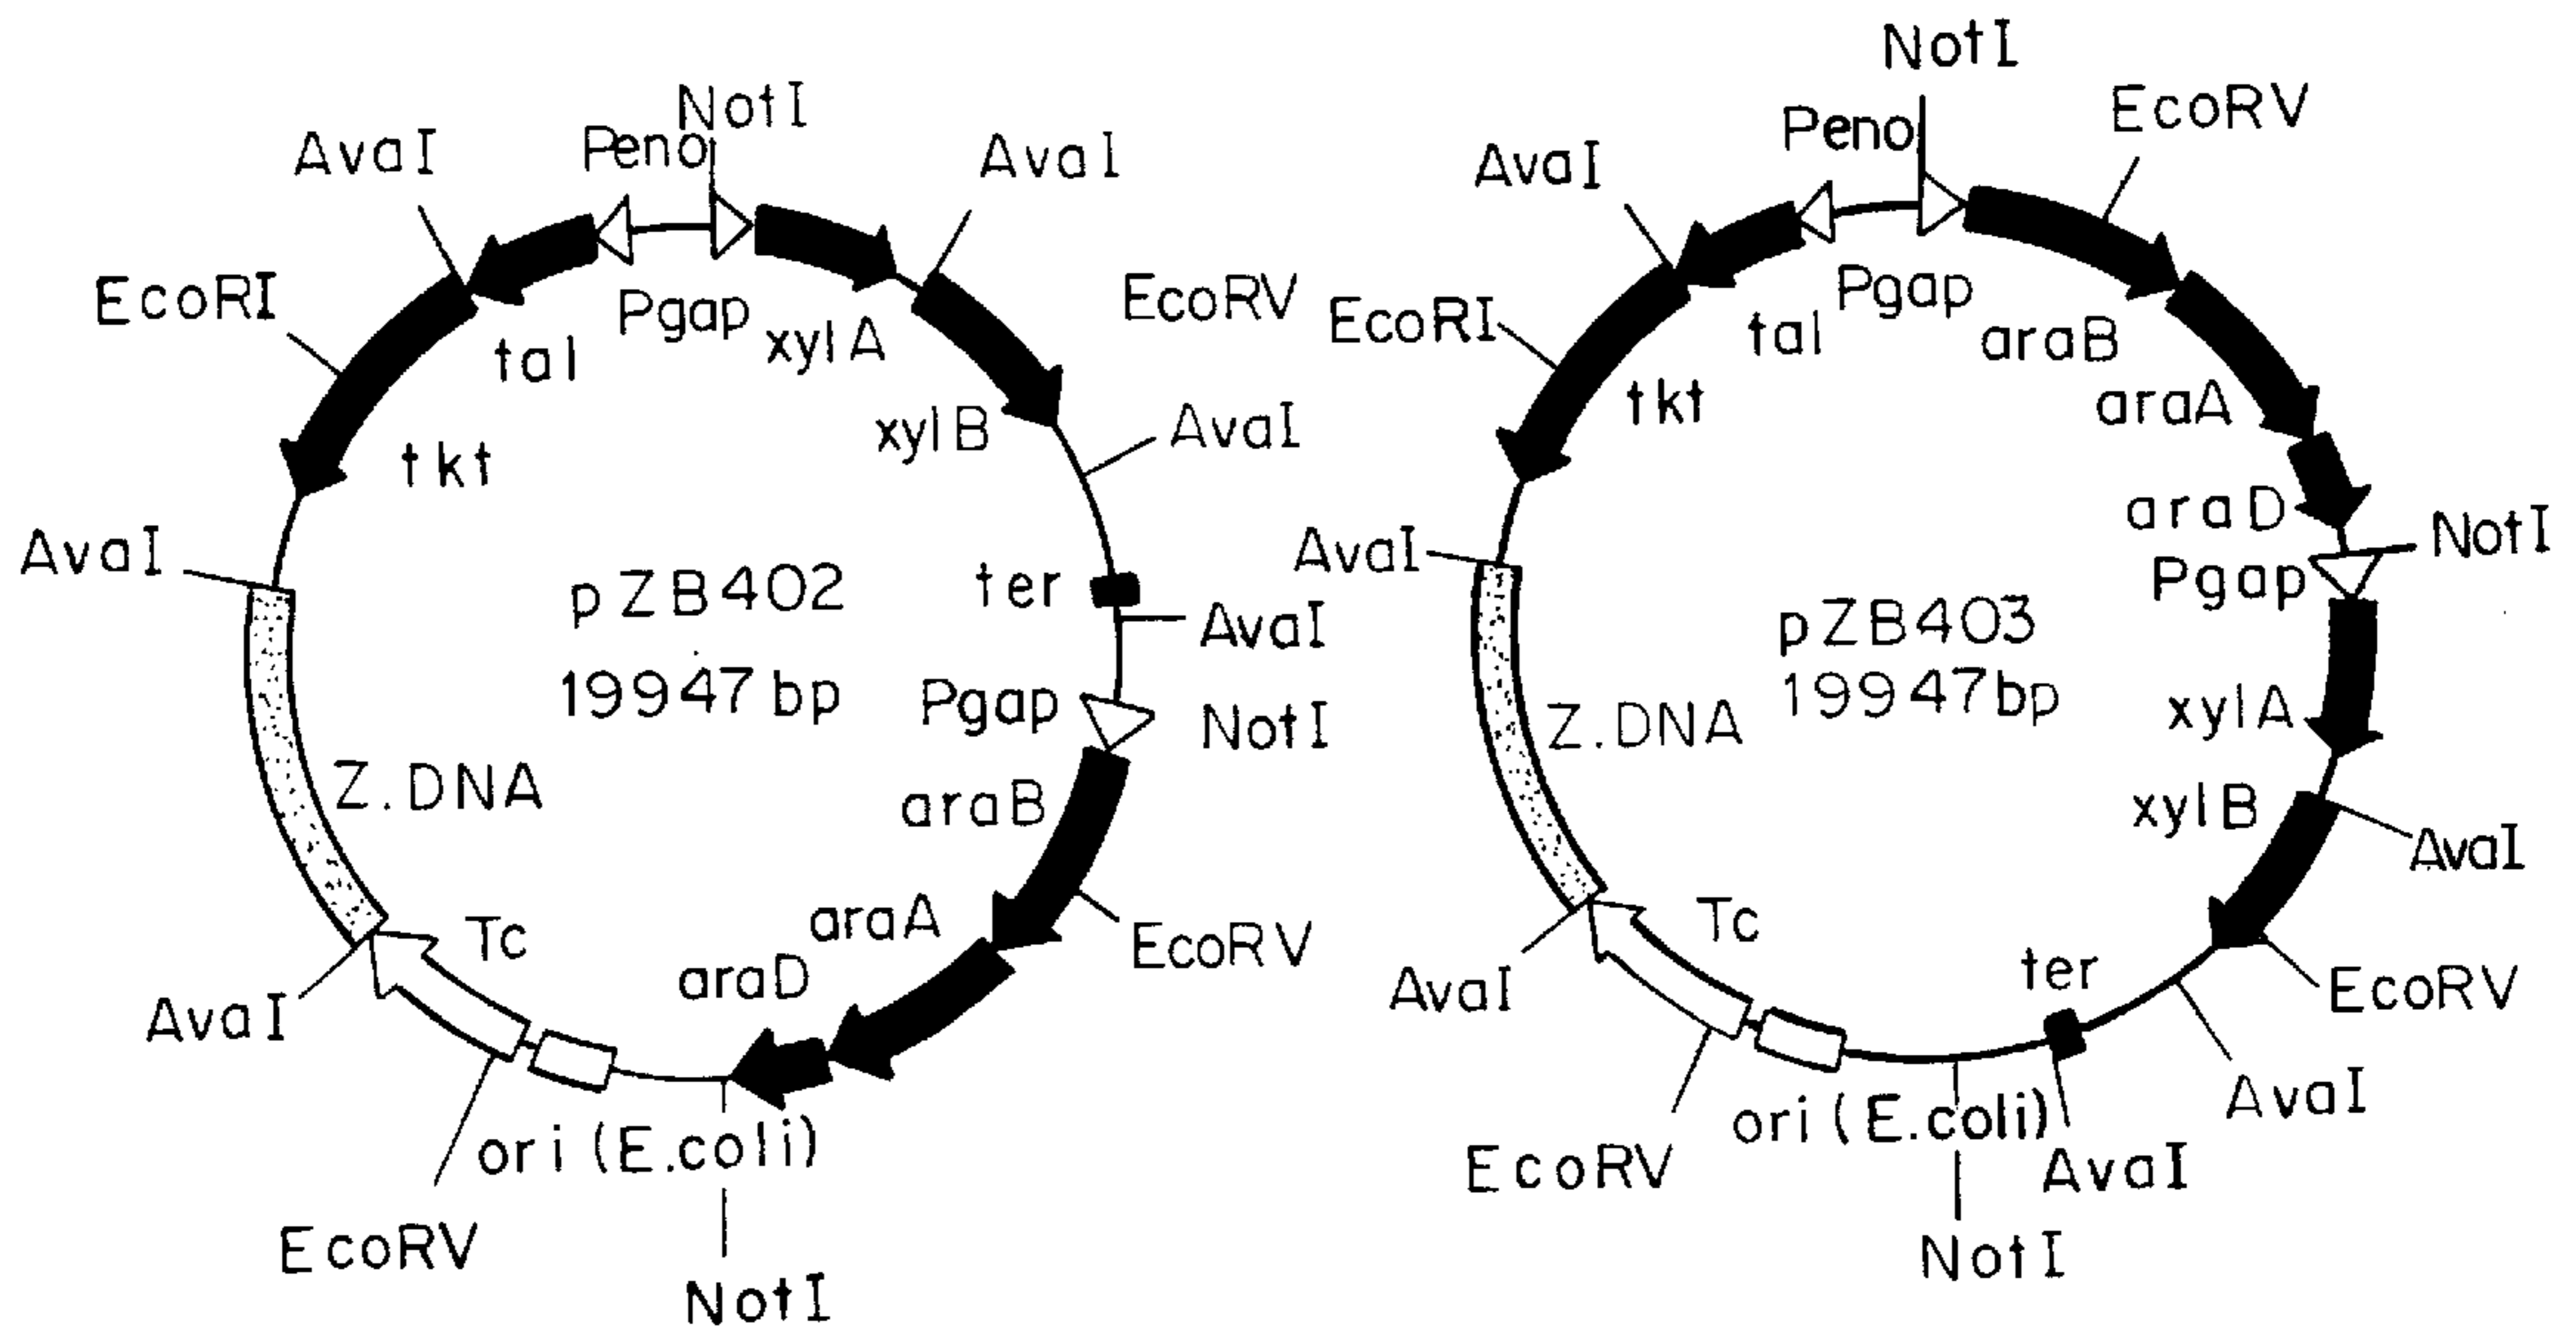 NotI
Peno
AvaI
AvaI
EcoRI
EcoRV
Pgap
xylA
tal
xylB
AvaI
tkt
AvaI
pZB402
19947 bp
ter
AvaI
Pgap
NotI
Z.DNA
araB
araA
EcoRV
Tc
araD
AvaI
ori (E.coli)
EcoRV
NotI
NotI
EcoRV
Peno
AvaI
Pgap
EcoRI
tal
araB
tkt
araA
araD
NotI
AvaI
Pgap
pZB403
19947bp
Z.DNA
xylA
xylB
AvaI
Tc
ter
EcoRV
AvaI
AvaI
ori (E.coli)
EcoRV
AvaI
NotI